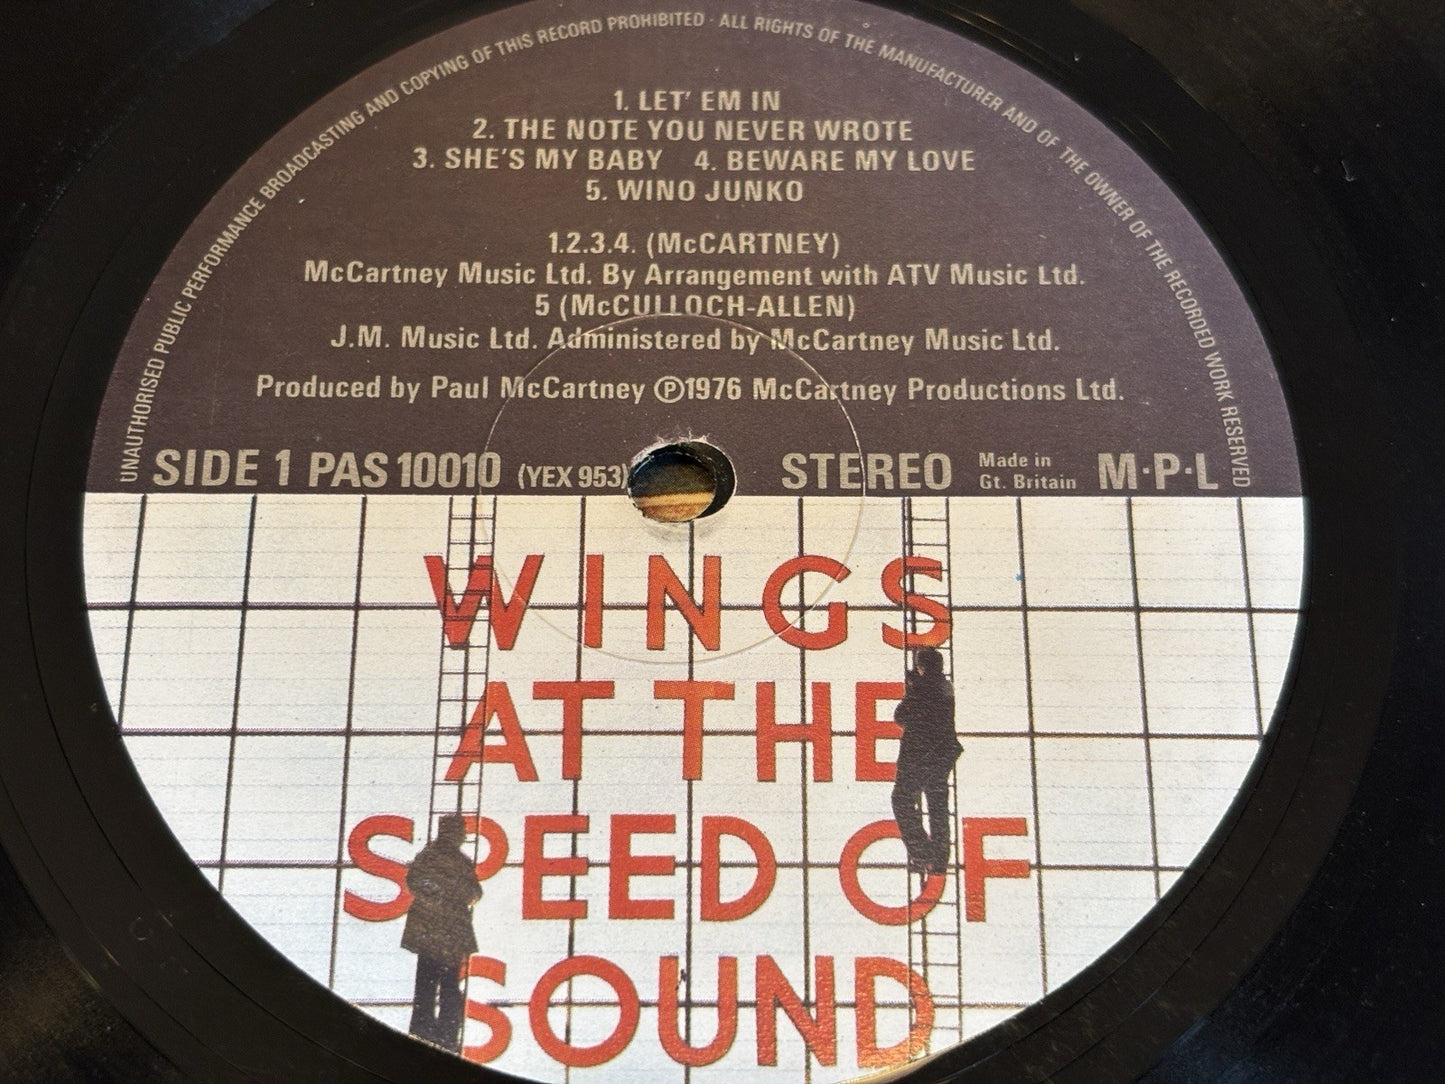 UNAUTHORISED PUBLIC PERFORMANCE BROADCASTING AND COPYING OF THIS RECORD PROHIBITED · ALL RIGHTS OF THE MANUFACTURER AND OF THE OWNER OF THE RECORDED WORK RESERVED
1. LET' EM IN
2. THE NOTE YOU NEVER WROTE
3. SHE'S MY BABY 4. BEWARE MY LOVE
5. WINO JUNKO
1.2.3.4. (McCARTNEY)
McCartney Music Ltd. By Arrangement with ATV Music Ltd.
5 (McCULLOCH-ALLEN)
J.M. Music Ltd. Administered by McCartney Music Ltd.
Produced by Paul McCartney ℗1976 McCartney Productions Ltd.
SIDE 1 PAS 10010 (YEX 953) STEREO Made in Gt. Britain M·P·L
WINGS
AT THE
SPEED OF
SOUND